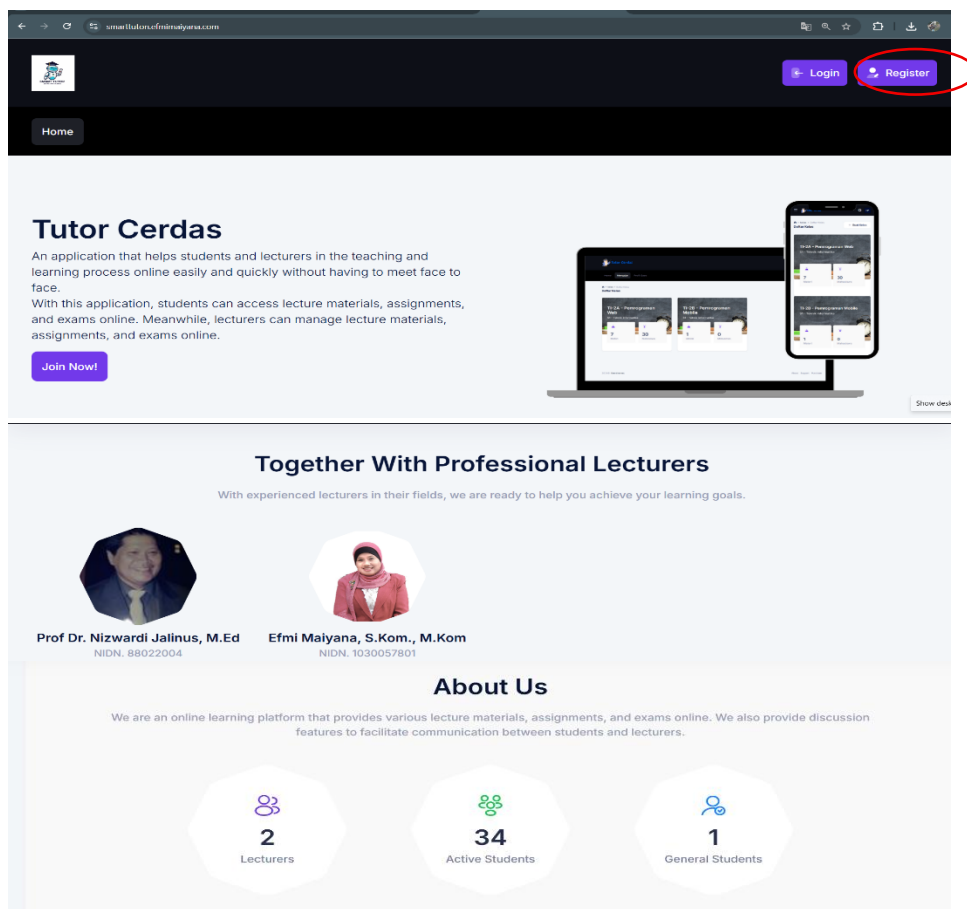 smarttutor.efmimaiyana.com
Login
Register
Home
Tutor Cerdas
An application that helps students and lecturers in the teaching and
learning process online easily and quickly without having to meet face to
face.
With this application, students can access lecture materials, assignments,
and exams online. Meanwhile, lecturers can manage lecture materials,
assignments, and exams online.
Join Now!
Show desk
Together With Professional Lecturers
With experienced lecturers in their fields, we are ready to help you achieve your learning goals.
Prof Dr. Nizwardi Jalinus, M.Ed
NIDN. 88022004
Efmi Maiyana, S.Kom., M.Kom
NIDN. 1030057801
About Us
We are an online learning platform that provides various lecture materials, assignments, and exams online. We also provide discussion
features to facilitate communication between students and lecturers.
2
Lecturers
34
Active Students
1
General Students